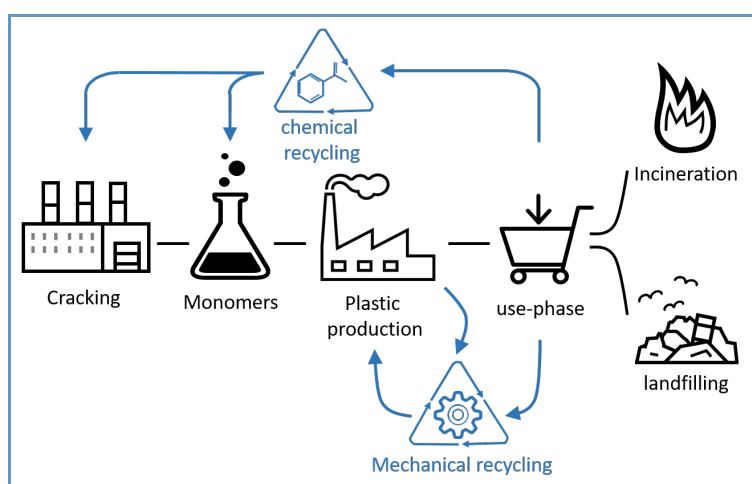 chemical
recycling
Incineration
Cracking
Monomers
Plastic
production
use-phase
landfilling
Mechanical recycling